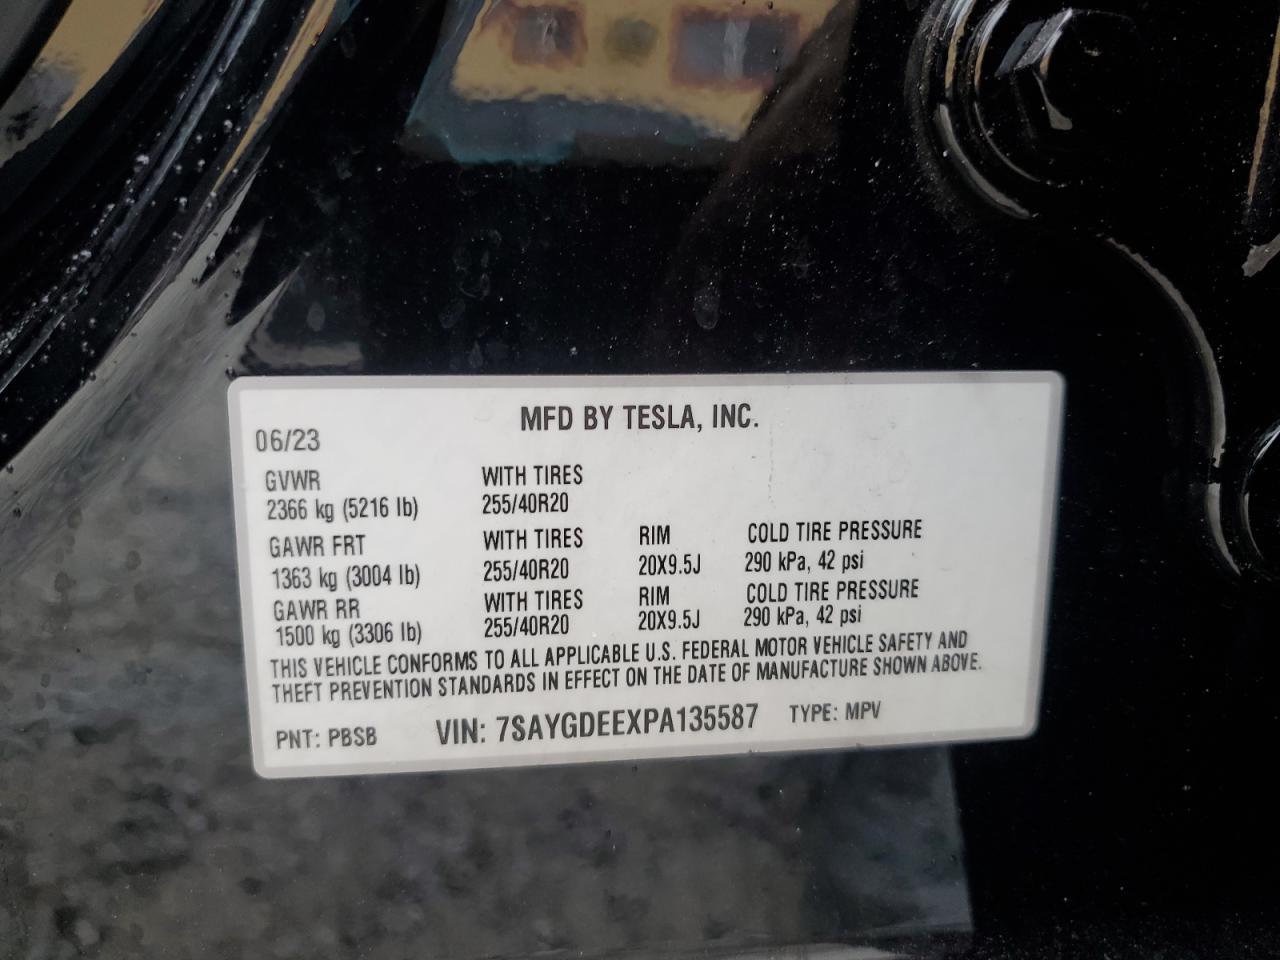 MFD BY TESLA, INC.
06/23
GVWR WITH TIRES
2366 kg (5216 lb) 255/40R20
GAWR FRT WITH TIRES RIM COLD TIRE PRESSURE
1363 kg (3004 lb) 255/40R20 20X9.5J 290 kPa, 42 psi
GAWR RR WITH TIRES RIM COLD TIRE PRESSURE
1500 kg (3306 lb) 255/40R20 20X9.5J 290 kPa, 42 psi
THIS VEHICLE CONFORMS TO ALL APPLICABLE U.S. FEDERAL MOTOR VEHICLE SAFETY AND
THEFT PREVENTION STANDARDS IN EFFECT ON THE DATE OF MANUFACTURE SHOWN ABOVE.
PNT: PBSB VIN: 7SAYGDEEXPA135587 TYPE: MPV